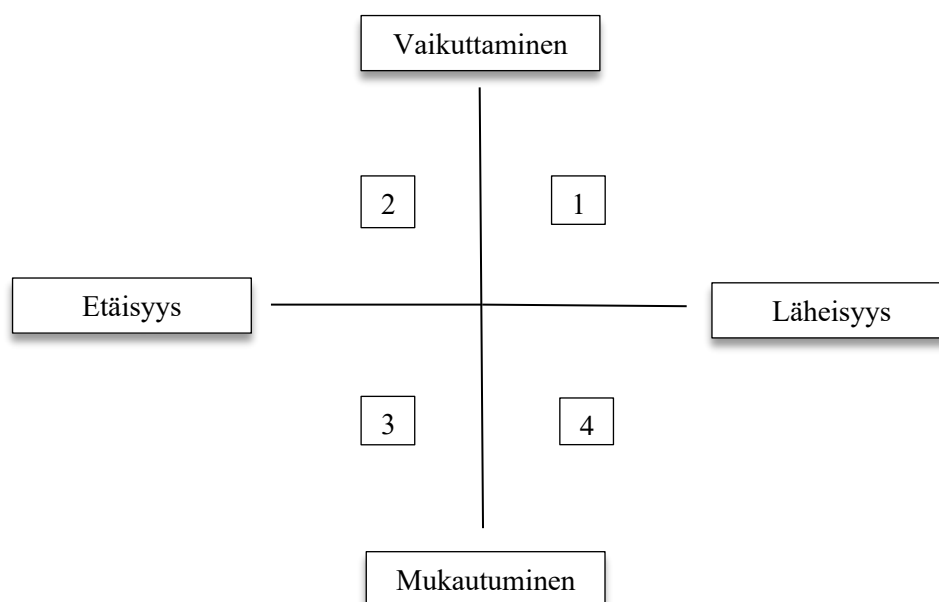 Vaikuttaminen
2
1
Etäisyys
Läheisyys
3
4
Mukautuminen